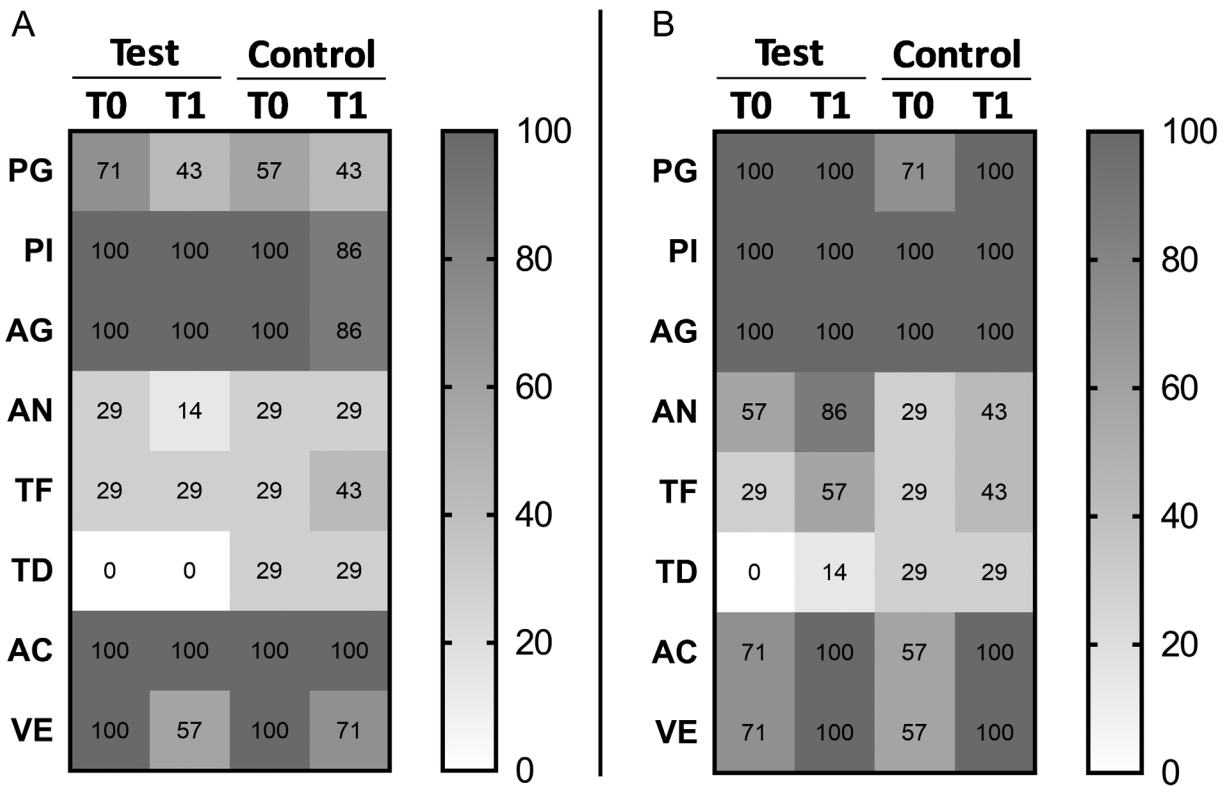 A
Test Control
T0 T1 T0 T1
PG 71 43 57 43
PI 100 100 100 86
AG 100 100 100 86
AN 29 14 29 29
TF 29 29 29 43
TD 0 0 29 29
AC 100 100 100 100
VE 100 57 100 71
100
80
60
40
20
0
B
Test Control
T0 T1 T0 T1
PG 100 100 71 100
PI 100 100 100 100
AG 100 100 100 100
AN 57 86 29 43
TF 29 57 29 43
TD 0 14 29 29
AC 71 100 57 100
VE 71 100 57 100
100
80
60
40
20
0